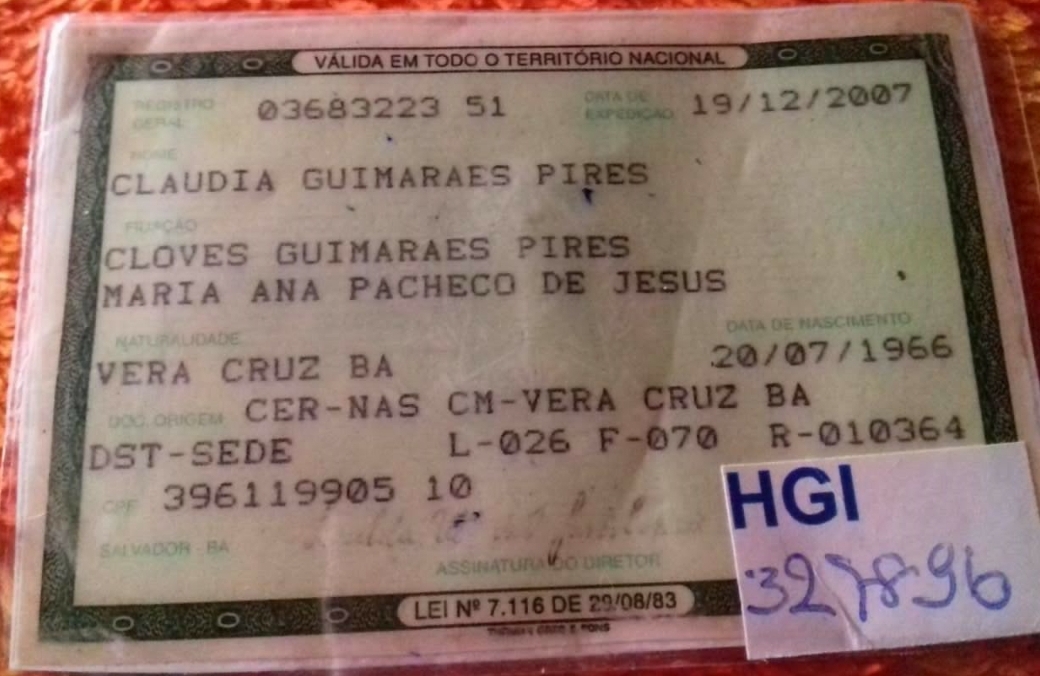 VÁLIDA EM TODO O TERRITÓRIO NACIONAL
REGISTRO GERAL 03683223 51 DATA DE EXPEDIÇÃO 19/12/2007
NOME
CLAUDIA GUIMARAES PIRES
FILIAÇÃO
CLOVES GUIMARAES PIRES
MARIA ANA PACHECO DE JESUS
NATURALIDADE DATA DE NASCIMENTO
VERA CRUZ BA 20/07/1966
DOC. ORIGEM CER-NAS CM-VERA CRUZ BA
DST-SEDE L-026 F-070 R-010364
CPF 396119905 10
SALVADOR - BA
ASSINATURA DO DIRETOR
LEI Nº 7.116 DE 29/08/83
HGI
327896